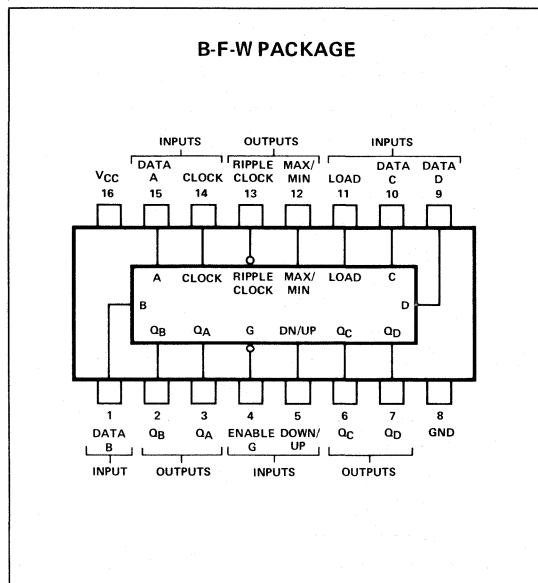 B-F-W PACKAGE
INPUTS OUTPUTS INPUTS
DATA RIPPLE MAX/ DATA DATA
VCC A CLOCK CLOCK MIN LOAD C D
16 15 14 13 12 11 10 9
A CLOCK RIPPLE MAX/ LOAD C
CLOCK MIN
B D
QB QA G DN/UP QC QD
1 2 3 4 5 6 7 8
DATA QB QA ENABLE DOWN/ QC QD GND
B G UP
INPUT OUTPUTS INPUTS OUTPUTS